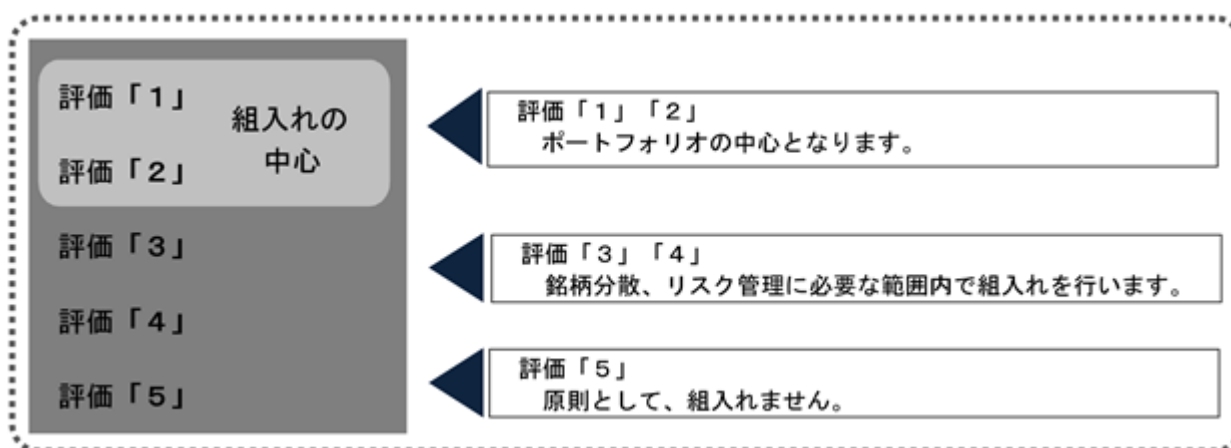 評価「１」
組入れの
中心
評価「２」
評価「３」
評価「４」
評価「５」
評価「１」「２」
ポートフォリオの中心となります。
評価「３」「４」
銘柄分散、リスク管理に必要な範囲内で組入れを行います。
評価「５」
原則として、組入れません。